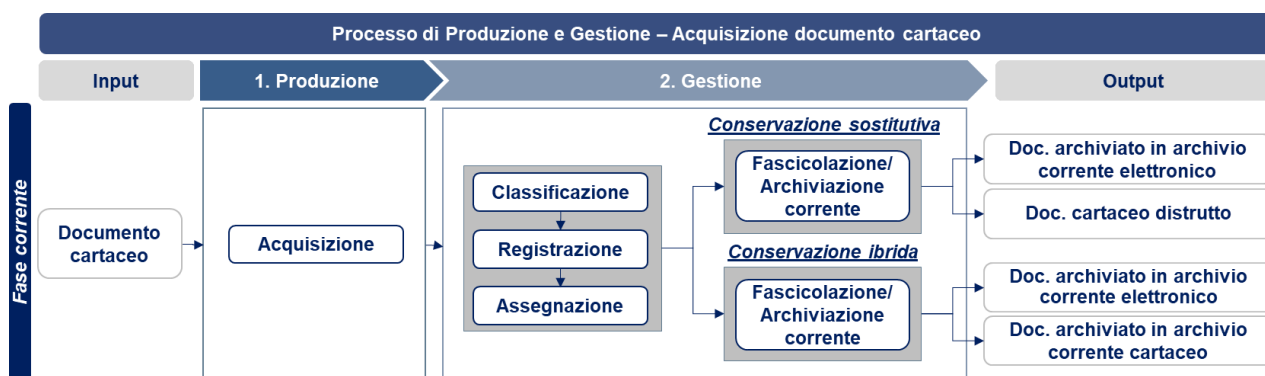 Processo di Produzione e Gestione – Acquisizione documento cartaceo
Input
1. Produzione
2. Gestione
Output
Fase corrente
Documento
cartaceo
Acquisizione
Classificazione
Registrazione
Assegnazione
Conservazione sostitutiva
Fascicolazione/
Archiviazione
corrente
Conservazione ibrida
Fascicolazione/
Archiviazione
corrente
Doc. archiviato in archivio
corrente elettronico
Doc. cartaceo distrutto
Doc. archiviato in archivio
corrente elettronico
Doc. archiviato in archivio
corrente cartaceo